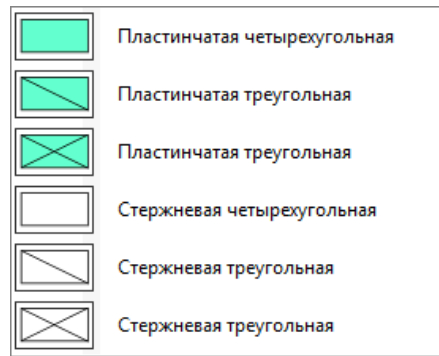 Пластинчатая четырехугольная
Пластинчатая треугольная
Пластинчатая треугольная
Стержневая четырехугольная
Стержневая треугольная
Стержневая треугольная